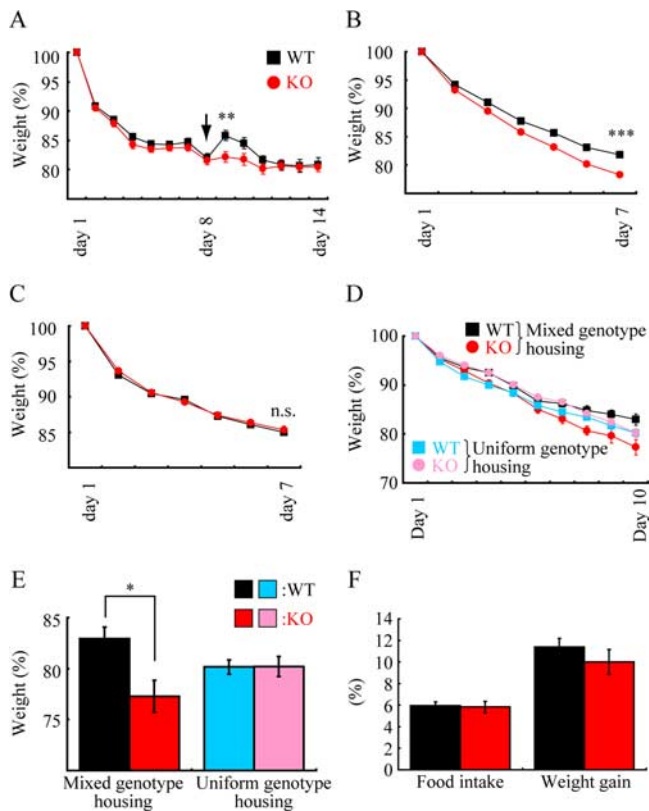 A
WT
KO
**
Weight (%)
100
95
90
85
80
day 1
day 8
day 14
B
***
Weight (%)
100
95
90
85
80
day 1
day 7
C
n.s.
Weight (%)
100
95
90
85
day 1
day 7
D
WT
KO
Mixed genotype
housing
WT
KO
Uniform genotype
housing
Weight (%)
100
90
80
70
Day 1
Day 10
E
:WT
:KO
*
Weight (%)
85
80
75
Mixed genotype
housing
Uniform genotype
housing
F
(%)
14
12
10
8
6
4
2
0
Food intake
Weight gain